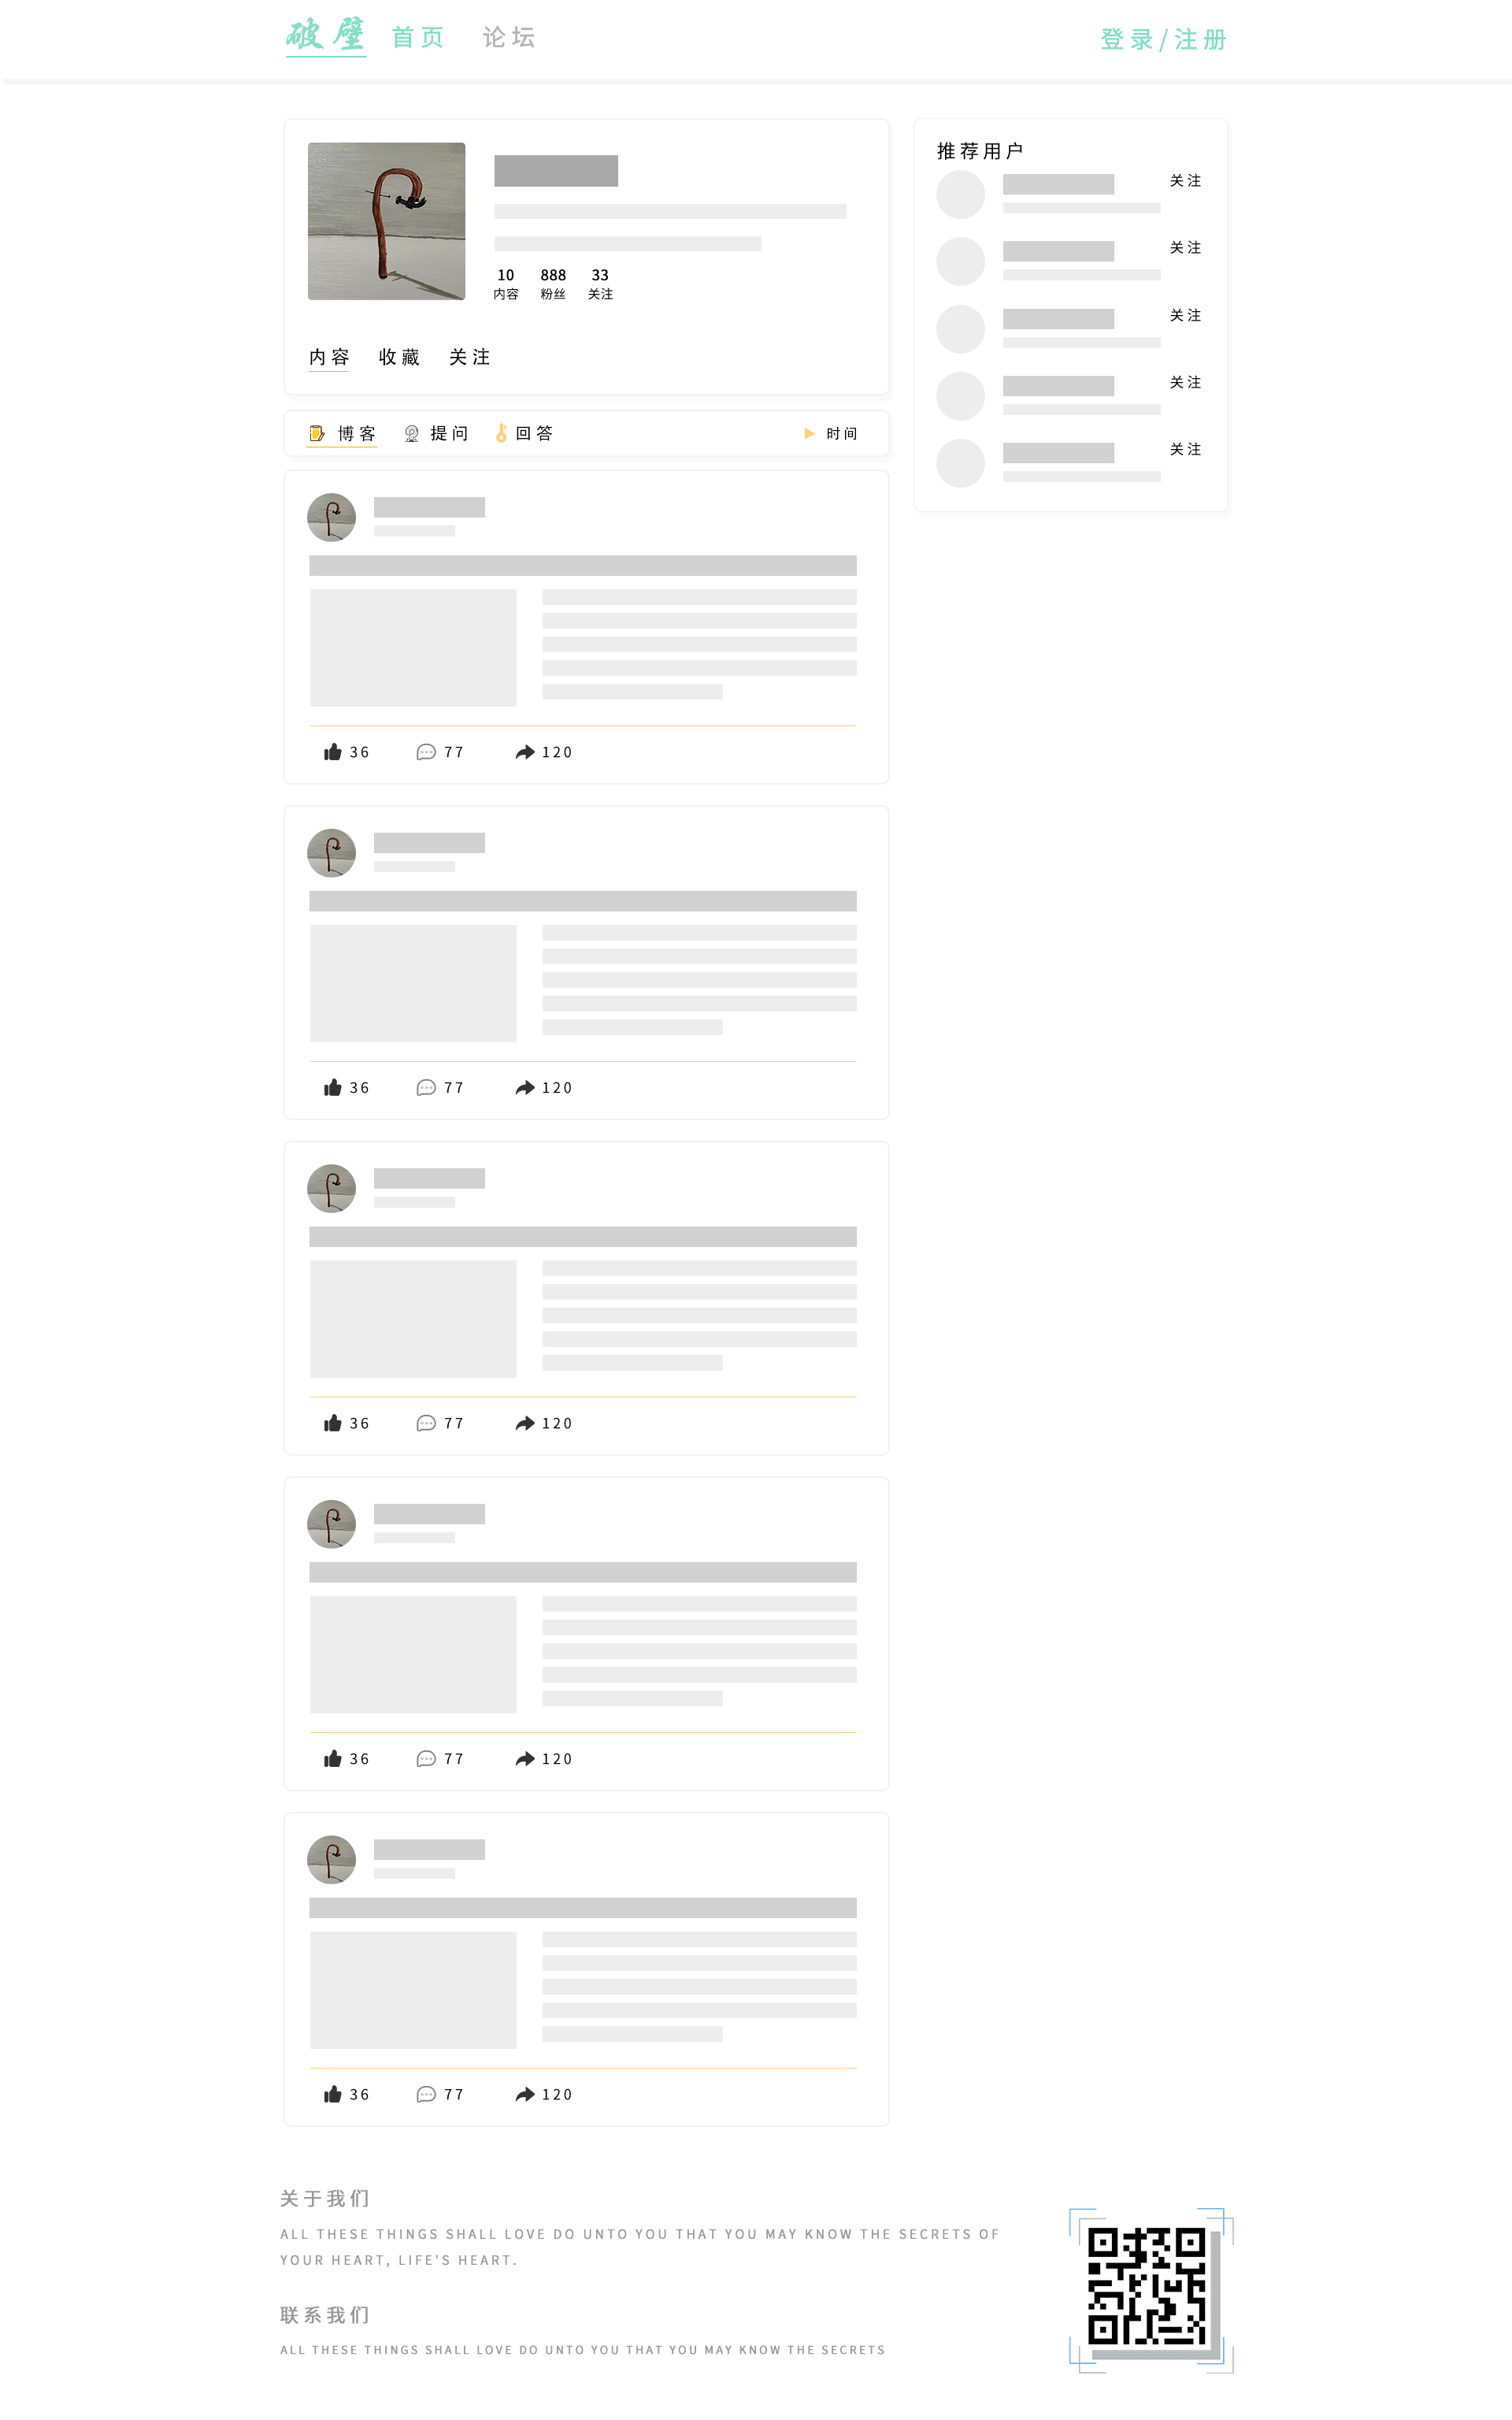 破壁 首页 论坛 登录/注册
10 888 33
内容 粉丝 关注
内容 收藏 关注
博客 提问 回答 时间
36 77 120
36 77 120
36 77 120
36 77 120
36 77 120
推荐用户
关注
关注
关注
关注
关注
关于我们
ALL THESE THINGS SHALL LOVE DO UNTO YOU THAT YOU MAY KNOW THE SECRETS OF
YOUR HEART, LIFE'S HEART.
联系我们
ALL THESE THINGS SHALL LOVE DO UNTO YOU THAT YOU MAY KNOW THE SECRETS